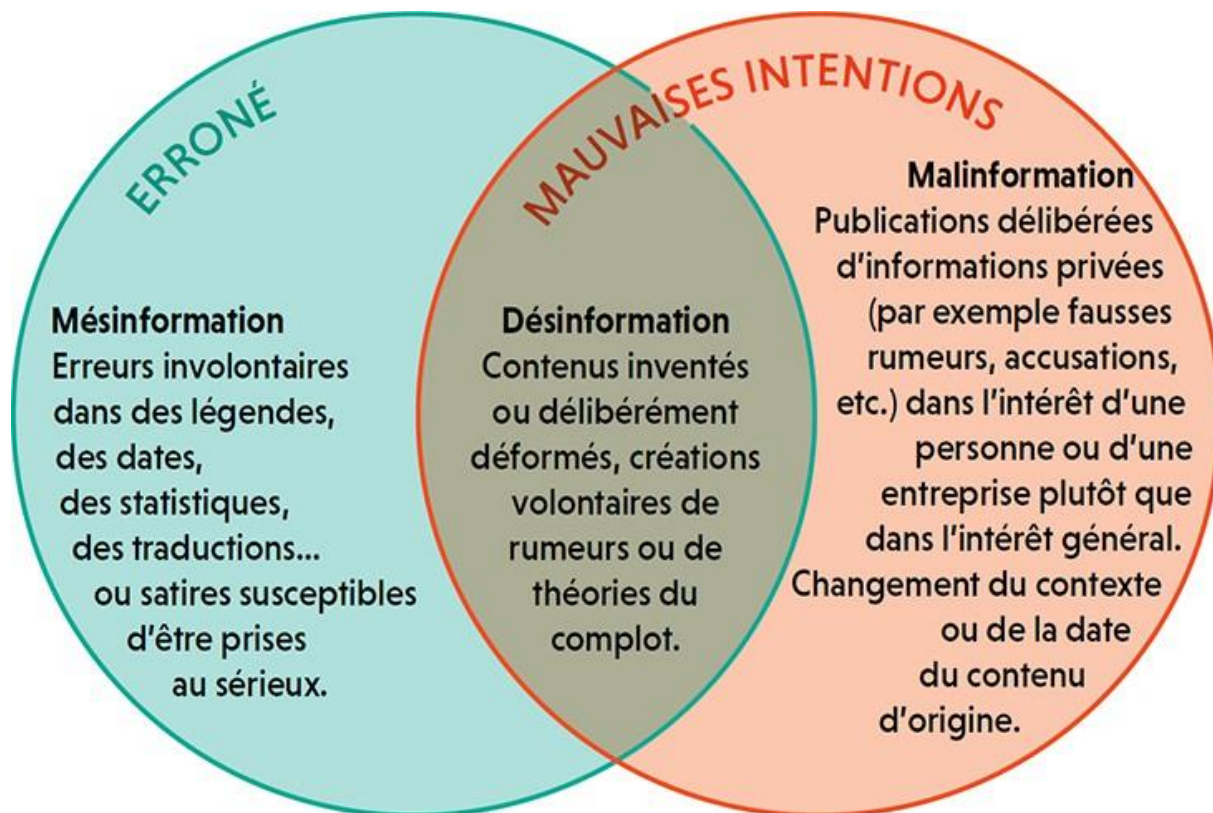 ERRONÉ
MAUVAISES INTENTIONS
Mésinformation
Erreurs involontaires
dans des légendes,
des dates,
des statistiques,
des traductions...
ou satires susceptibles
d'être prises
au sérieux.
Désinformation
Contenus inventés
ou délibérément
déformés, créations
volontaires de
rumeurs ou de
théories du
complot.
Malinformation
Publications délibérées
d'informations privées
(par exemple fausses
rumeurs, accusations,
etc.) dans l'intérêt d'une
personne ou d'une
entreprise plutôt que
dans l'intérêt général.
Changement du contexte
ou de la date
du contenu
d'origine.